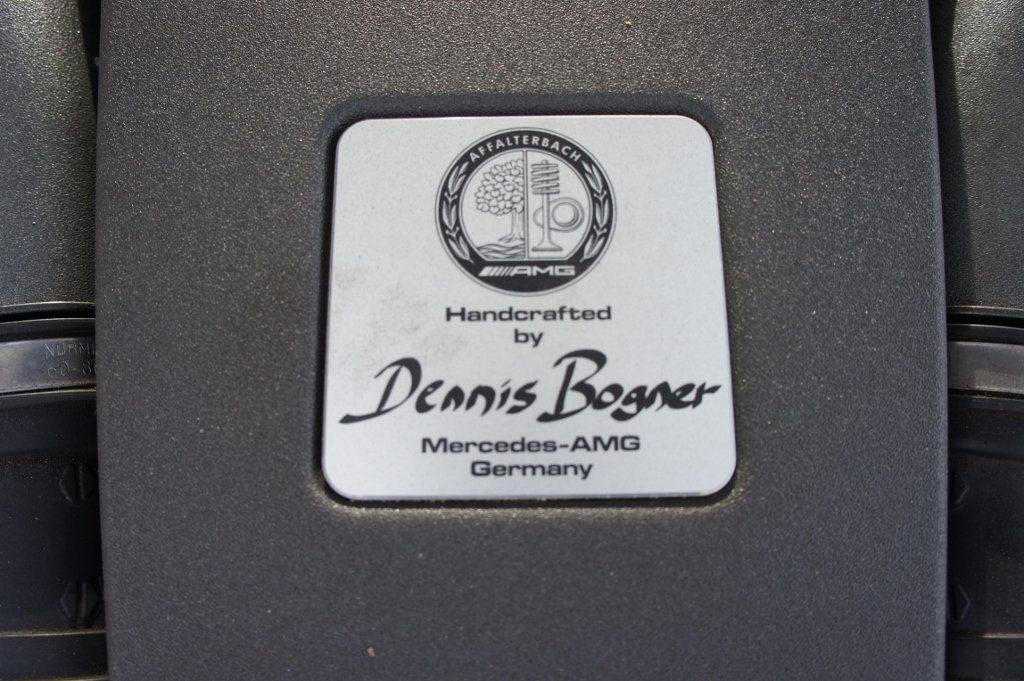 AFFALTERBACH
AMG
Handcrafted
by
Dennis Bogner
Mercedes-AMG
Germany